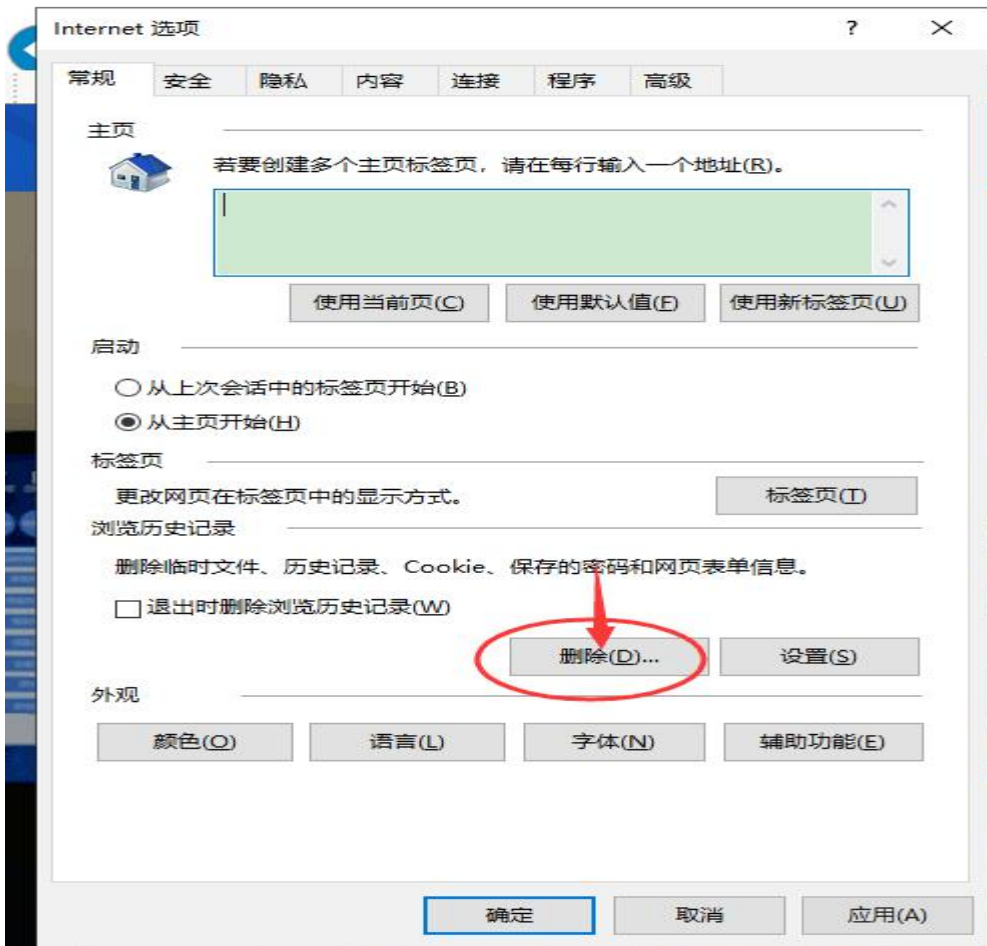 Internet 选项 ?
常规 安全 隐私 内容 连接 程序 高级
主页
若要创建多个主页标签页，请在每行输入一个地址(R)。
使用当前页(C) 使用默认值(F) 使用新标签页(U)
启动
从上次会话中的标签页开始(B)
从主页开始(H)
标签页
更改网页在标签页中的显示方式。 标签页(T)
浏览历史记录
删除临时文件、历史记录、Cookie、保存的密码和网页表单信息。
退出时删除浏览历史记录(W)
删除(D)... 设置(S)
外观
颜色(O) 语言(L) 字体(N) 辅助功能(E)
确定 取消 应用(A)